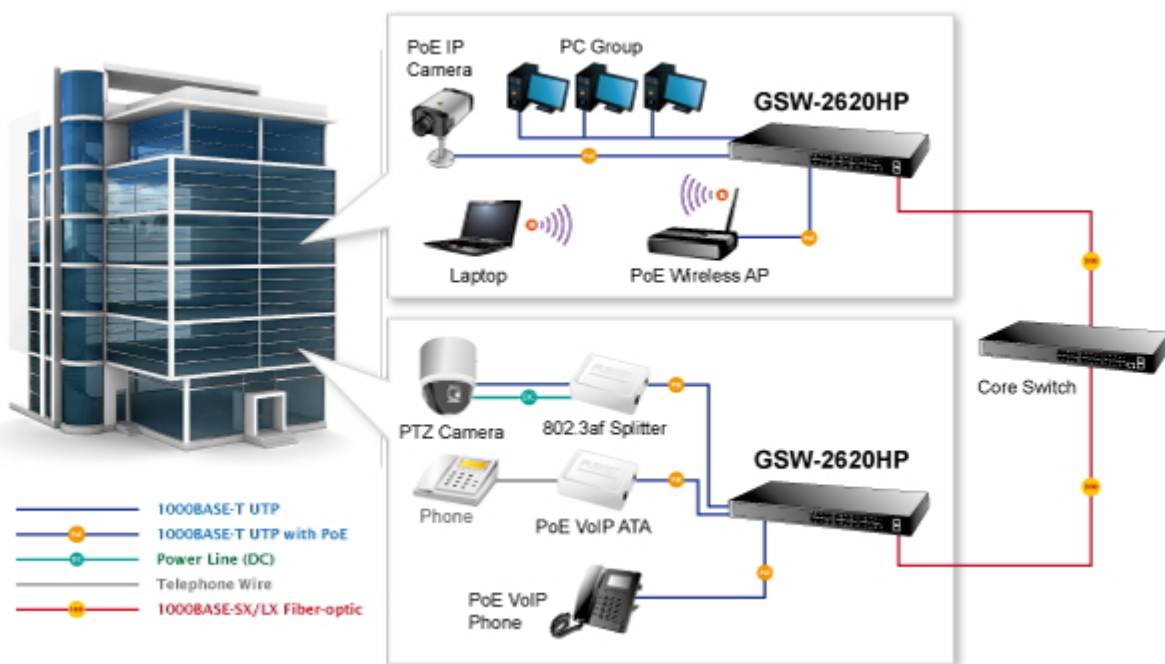 PoE IP
Camera
PC Group
GSW-2620HP
Laptop
PoE Wireless AP
Core Switch
PTZ Camera
802.3af Splitter
GSW-2620HP
Phone
PoE VoIP ATA
PoE VoIP
Phone
1000BASE-T UTP
PoE
1000BASE-T UTP with PoE
DC
Power Line (DC)
Telephone Wire
1000BASE-SX/LX Fiber-optic